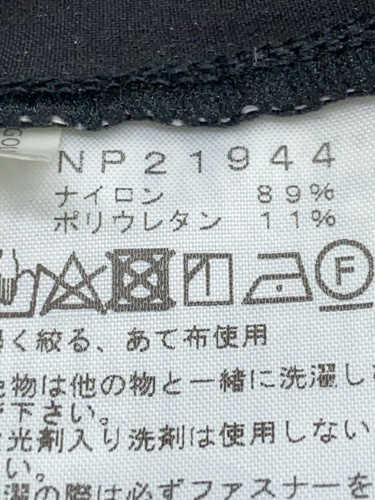 NP21944
ナイロン 89%
ポリウレタン 11%
F
く絞る、あて布使用
物は他の物と一緒に洗濯し
下さい。
光剤入り洗剤は使用しない
い。
濯の際は必ずファスナーを